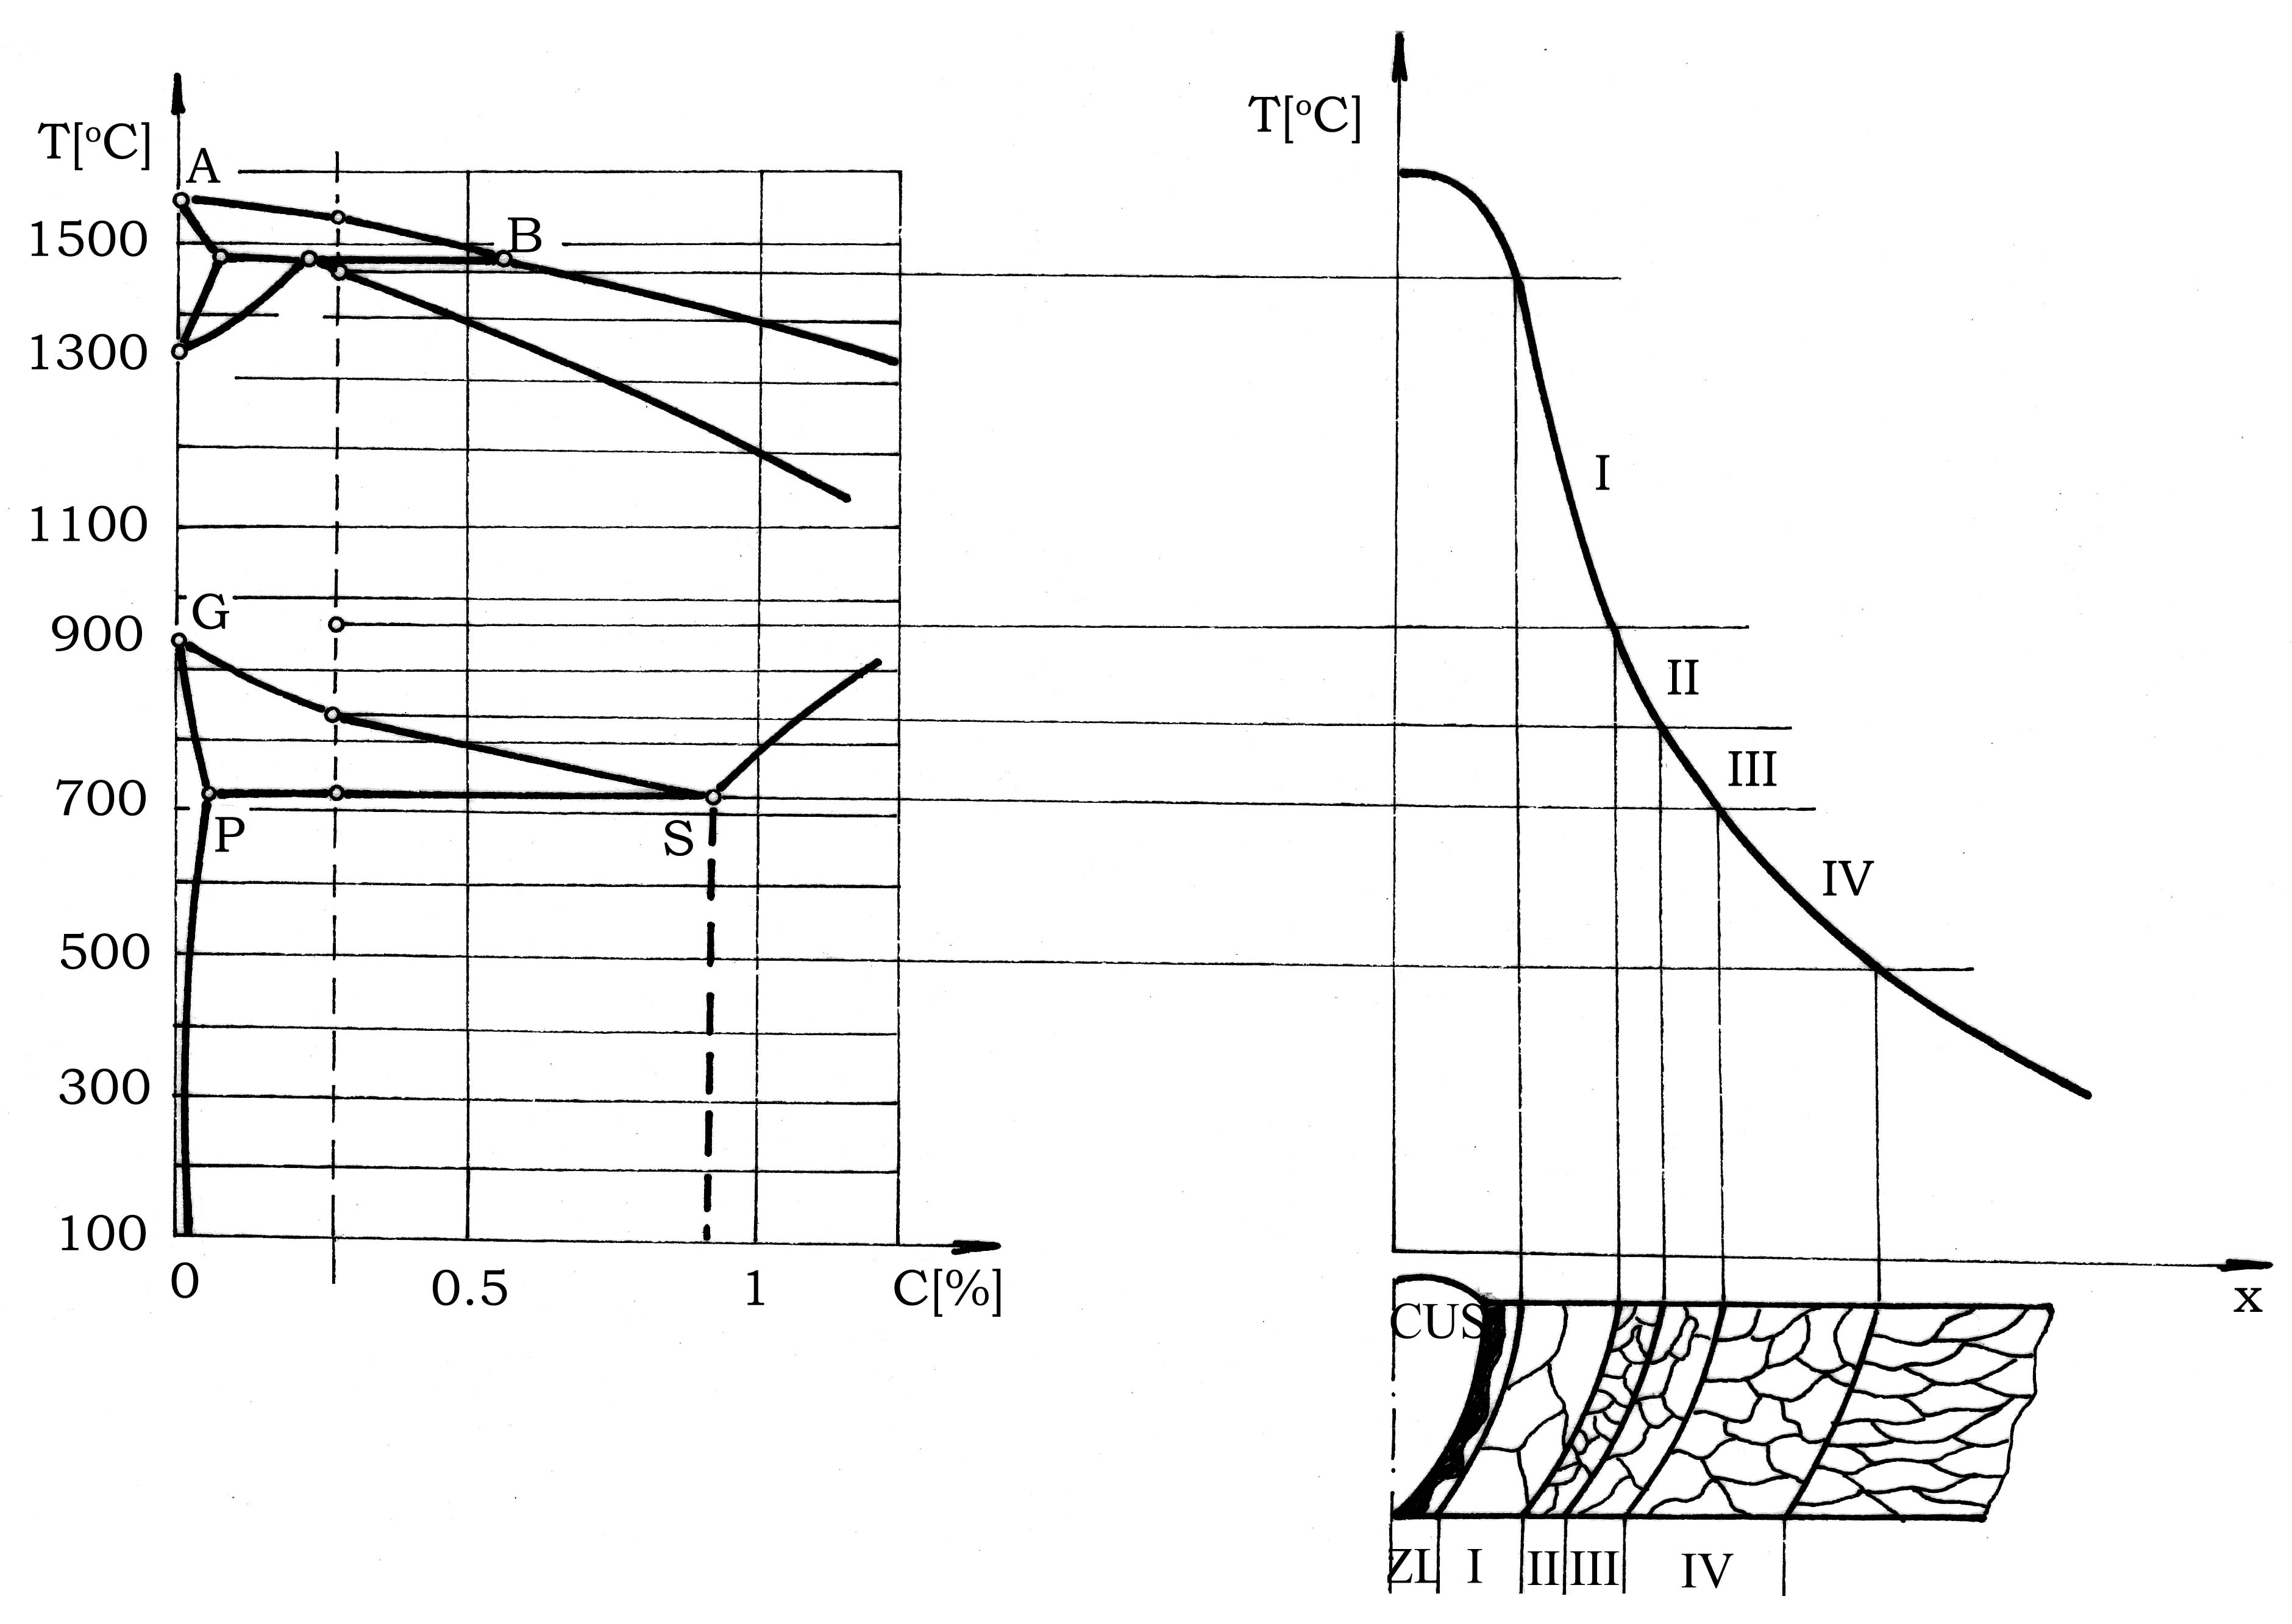 T[°C]
A
1500
B
1300
1100
G
900
700
P
S
500
300
100
0
0.5
1
C[%]
T[°C]
I
II
III
IV
x
CUS
ZL
I
II
III
IV